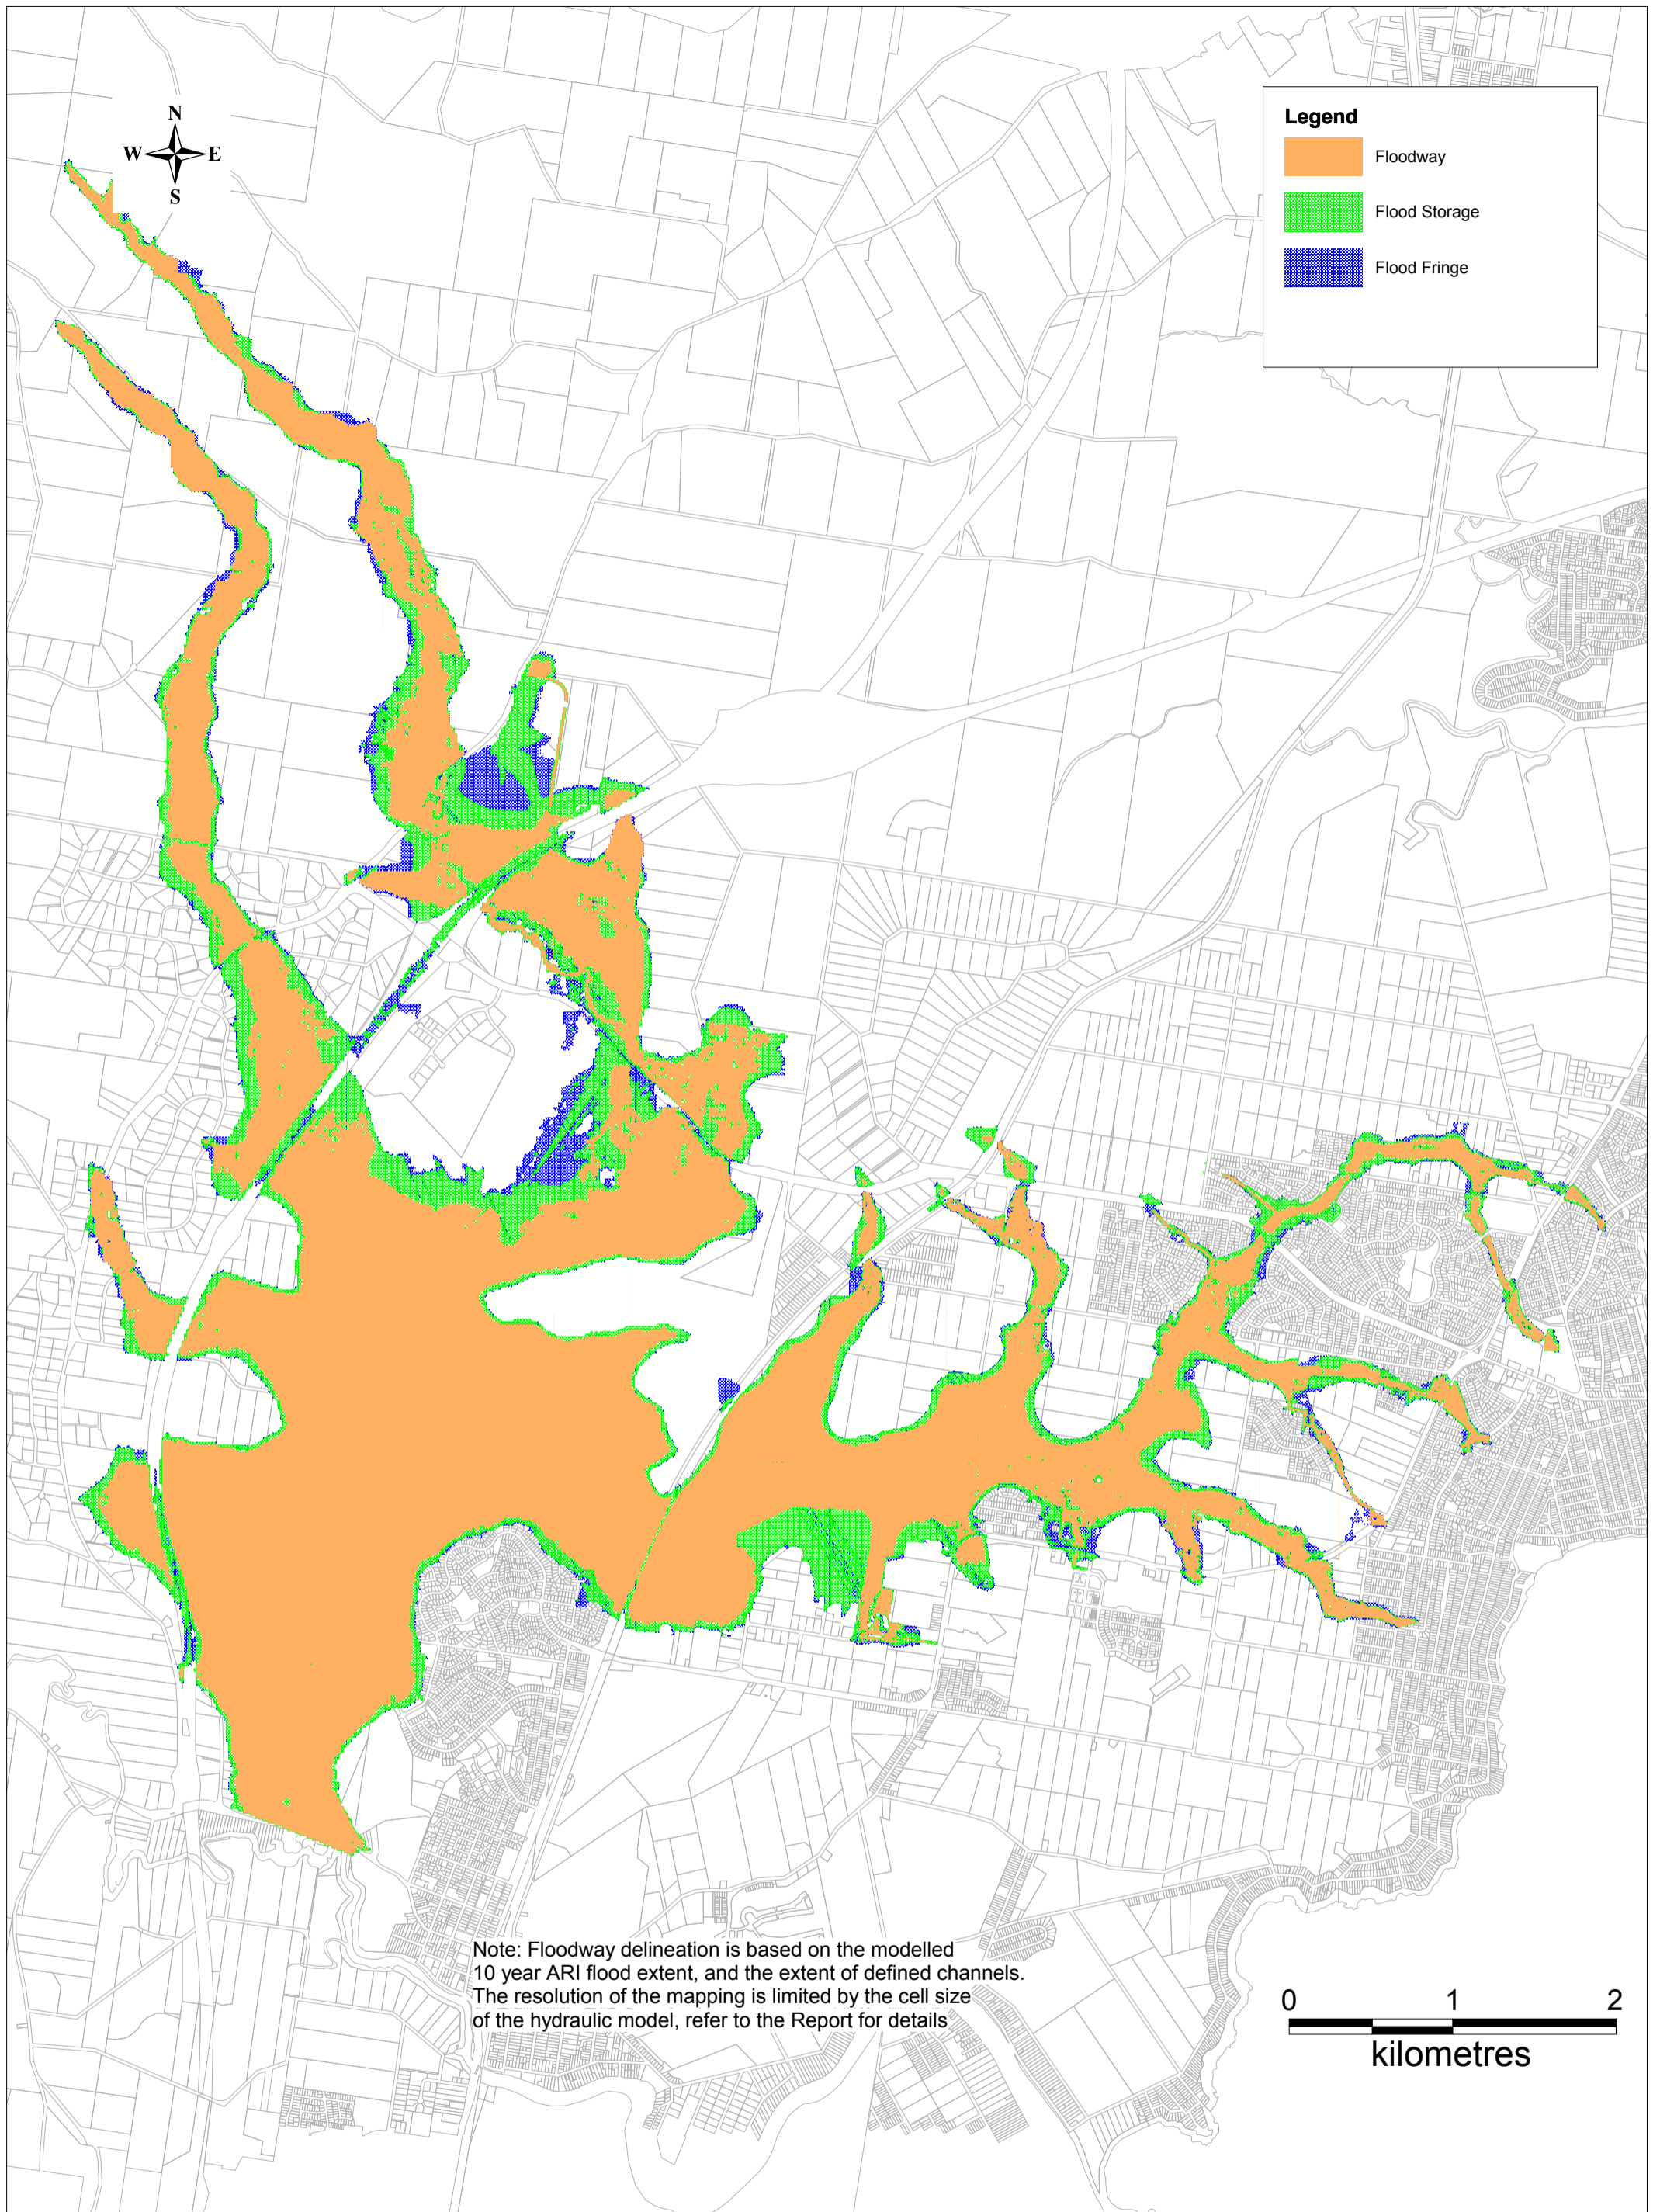 N
W E
S
Legend
Floodway
Flood Storage
Flood Fringe
Note: Floodway delineation is based on the modelled
10 year ARI flood extent, and the extent of defined channels.
The resolution of the mapping is limited by the cell size
of the hydraulic model, refer to the Report for details
0 1 2
kilometres